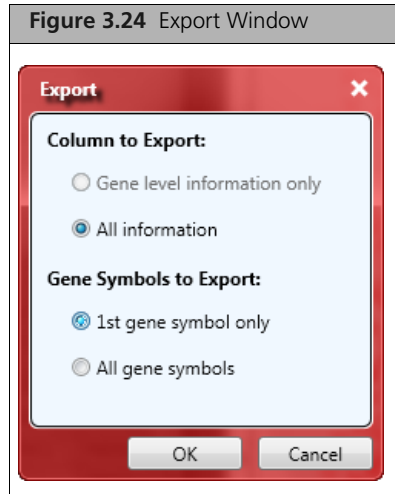 Figure 3.24 Export Window
Export
Column to Export:
Gene level information only
All information
Gene Symbols to Export:
1st gene symbol only
All gene symbols
OK Cancel